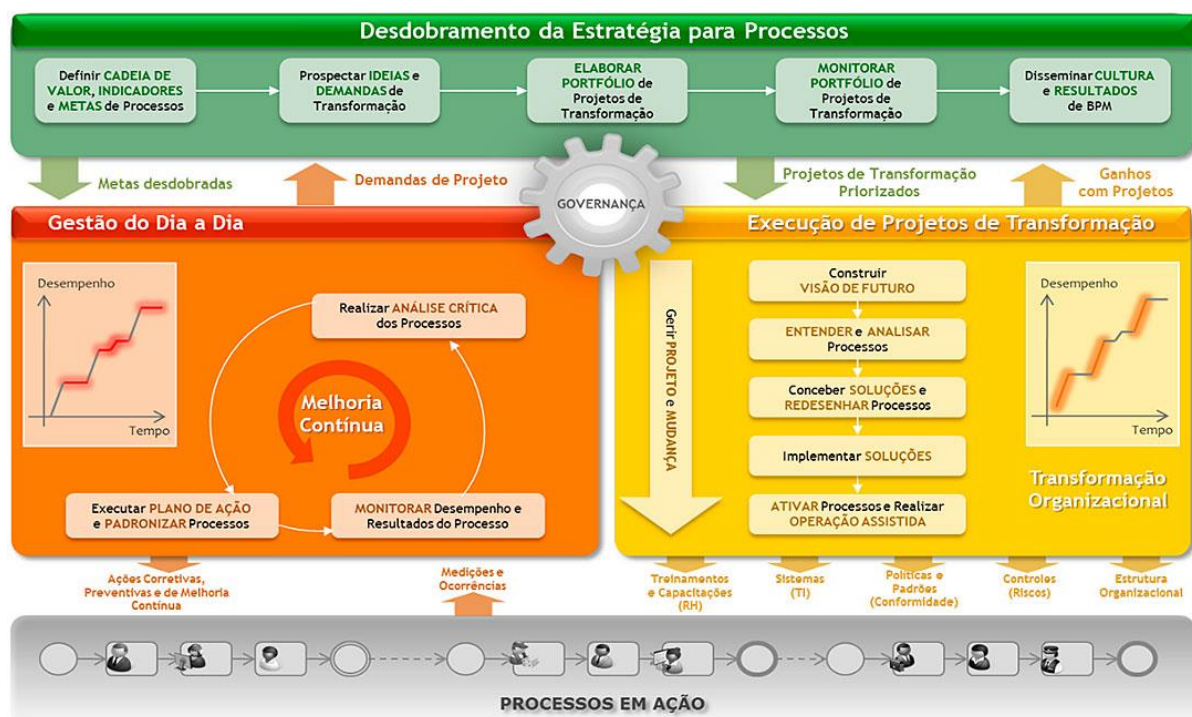 Desdobramento da Estratégia para Processos
Definir CADEIA DE
VALOR, INDICADORES
e METAS de Processos
Prospectar IDEIAS e
DEMANDAS de
Transformação
ELABORAR
PORTFÓLIO de
Projetos de
Transformação
MONITORAR
PORTFÓLIO de
Projetos de
Transformação
Disseminar CULTURA
e RESULTADOS
de BPM
Metas desdobradas
Demandas de Projeto
GOVERNANÇA
Projetos de Transformação
Priorizados
Ganhos
com Projetos
Gestão do Dia a Dia
Desempenho
Tempo
Realizar ANÁLISE CRÍTICA
dos Processos
Melhoria
Contínua
Executar PLANO DE AÇÃO
e PADRONIZAR Processos
MONITORAR Desempenho e
Resultados do Processo
Execução de Projetos de Transformação
Gerir PROJETO e MUDANÇA
Construir
VISÃO DE FUTURO
ENTENDER e ANALISAR
Processos
Conceber SOLUÇÕES e
REDESENHAR Processos
Implementar SOLUÇÕES
ATIVAR Processos e Realizar
OPERAÇÃO ASSISTIDA
Desempenho
Tempo
Transformação
Organizacional
Ações Corretivas,
Preventivas e de Melhoria
Contínua
Medições e
Ocorrências
Treinamentos
e Capacitações
(RH)
Sistemas
(TI)
Políticas e
Padrões
(Conformidade)
Controles
(Riscos)
Estrutura
Organizacional
PROCESSOS EM AÇÃO